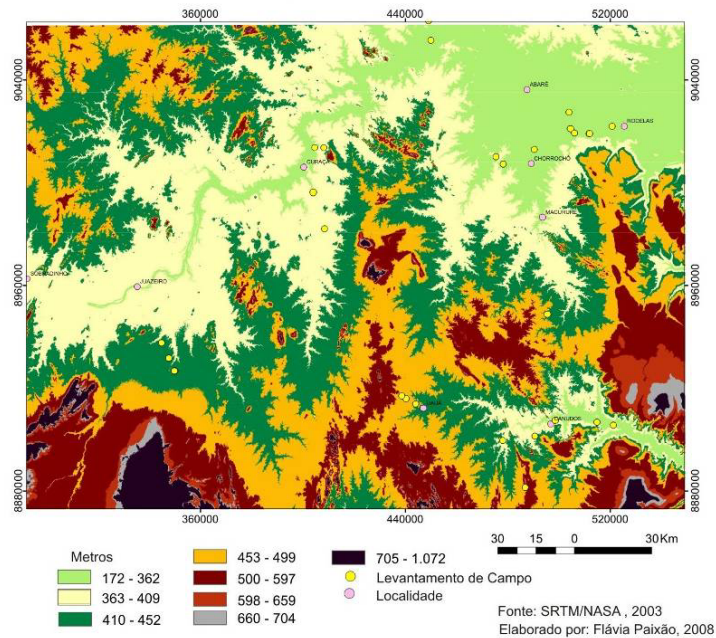 360000
440000
520000
9040000
9040000
ABARÉ
RODELAS
CHORROCHÓ
CURAÇÁ
MACURURÉ
SOBRADINHO
JUAZEIRO
8960000
8960000
CANUDOS
8880000
8880000
360000
440000
520000
Metros
172 - 362
363 - 409
410 - 452
453 - 499
500 - 597
598 - 659
660 - 704
705 - 1.072
Levantamento de Campo
Localidade
30 15 0 30 Km
Fonte: SRTM/NASA , 2003
Elaborado por: Flávia Paixão, 2008